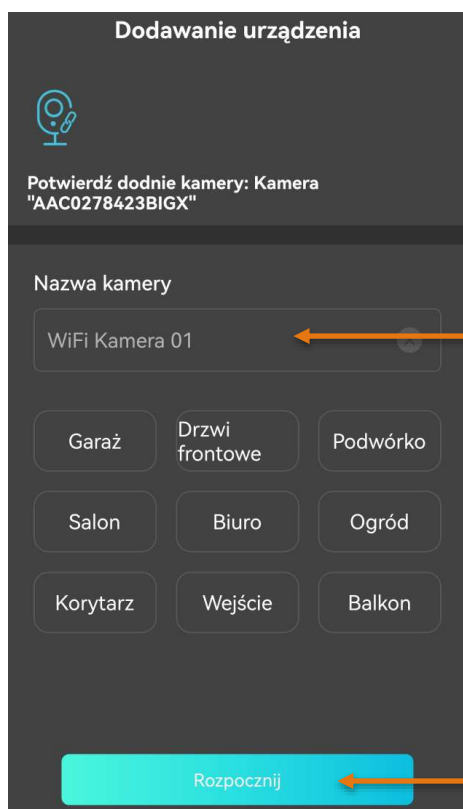 Dodawanie urządzenia
Potwierdź dodnie kamery: Kamera
"AAC0278423BIGX"
Nazwa kamery
WiFi Kamera 01
Garaż
Drzwi
frontowe
Podwórko
Salon
Biuro
Ogród
Korytarz
Wejście
Balkon
Rozpocznij